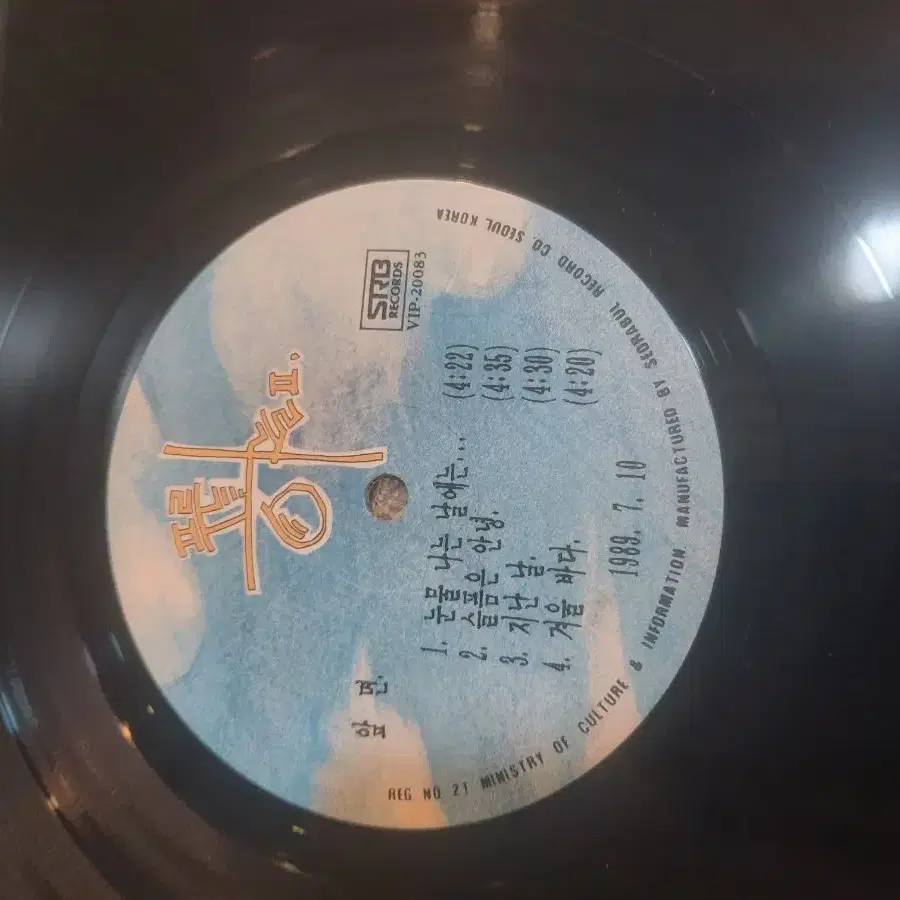 푸른하늘 II.
SRB
RECORDS
VIP-20083
앞 면.
1. 눈물 나는 날에는... (4:22)
2. 슬픔은 안녕. (4:35)
3. 지난 날. (4:30)
4. 겨울 바다. (4:20)
1989. 7. 10
REG NO 21 MINISTRY OF CULTURE & INFORMATION. MANUFACTURED BY SEORABUL RECORD. CO. SEOUL KOREA